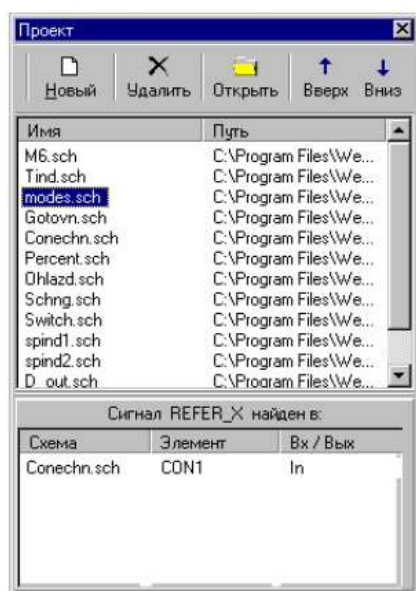 Проект
Новый Удалить Открыть Вверх Вниз
Имя Путь
M6.sch C:\Program Files\We...
Tind.sch C:\Program Files\We...
modes.sch C:\Program Files\We...
Gotovn.sch C:\Program Files\We...
Conechn.sch C:\Program Files\We...
Percent.sch C:\Program Files\We...
Ohlazd.sch C:\Program Files\We...
Schng.sch C:\Program Files\We...
Switch.sch C:\Program Files\We...
spind1.sch C:\Program Files\We...
spind2.sch C:\Program Files\We...
D_out.sch C:\Program Files\We...
Сигнал REFER_X найден в:
Схема Элемент Вх / Вых
Conechn.sch CON1 In